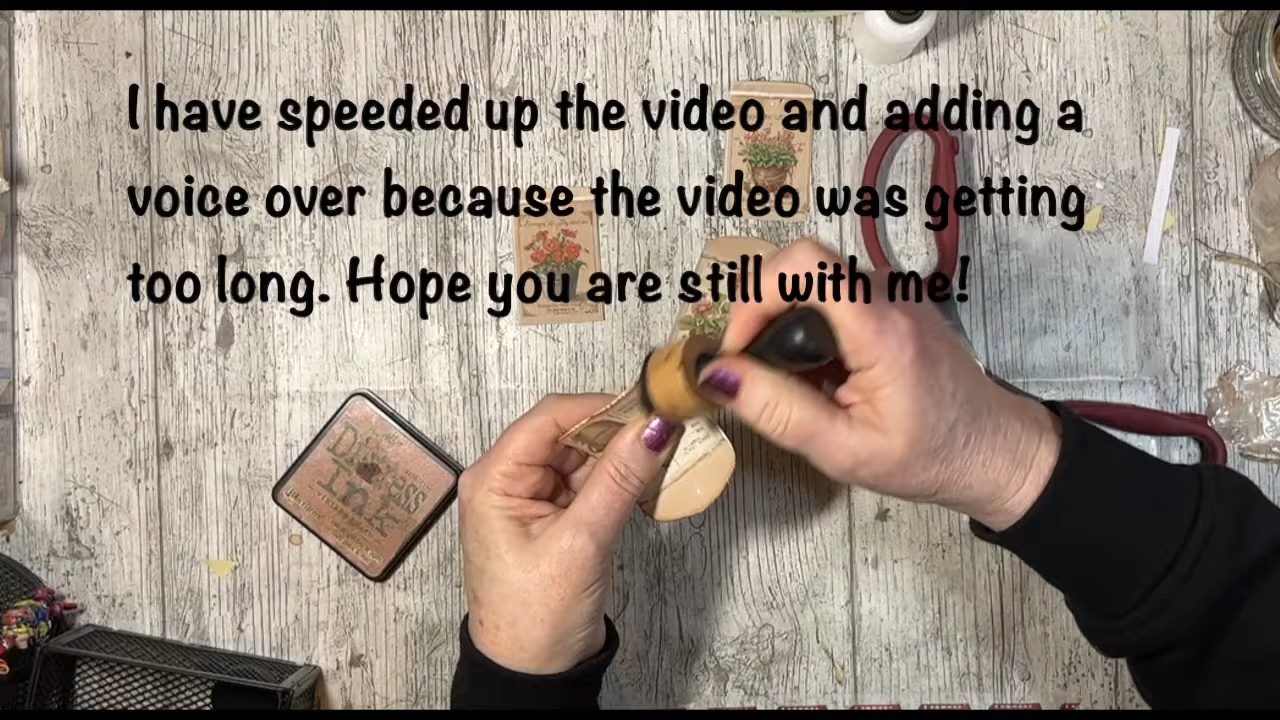 I have speeded up the video and adding a
voice over because the video was getting
too long. Hope you are still with me!
Distress
Ink